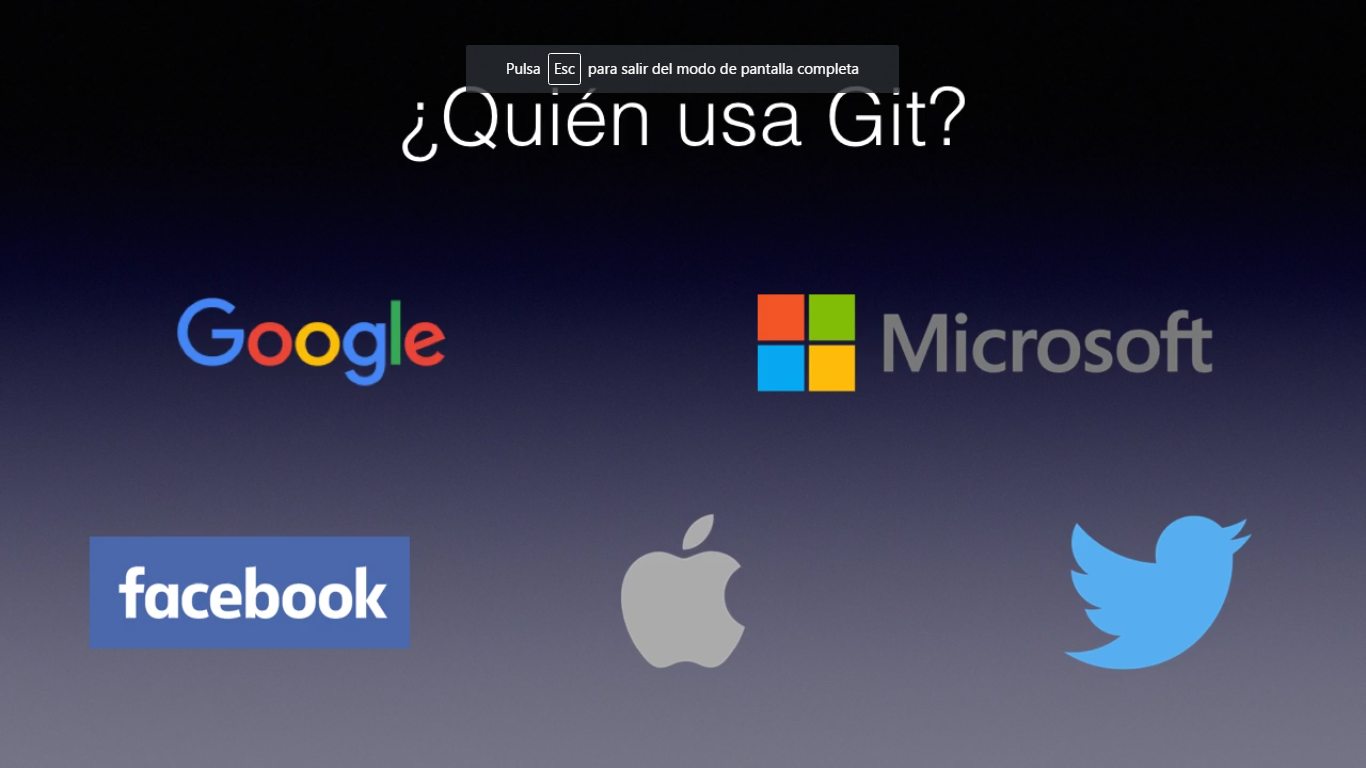 Pulsa Esc para salir del modo de pantalla completa
¿Quién usa Git?
Google
Microsoft
facebook